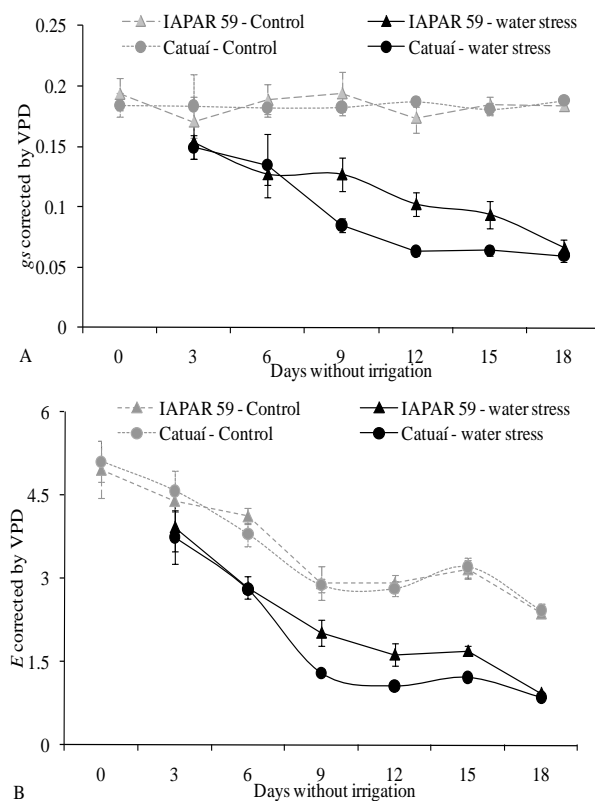 IAPAR 59 - Control
IAPAR 59 - water stress
Catuaí - Control
Catuaí - water stress
0.25
0.2
0.15
0.1
0.05
0
gs corrected by VPD
0 3 6 9 12 15 18
A
Days without irrigation
IAPAR 59 - Control
IAPAR 59 - water stress
Catuaí - Control
Catuaí - water stress
6
4.5
3
1.5
0
E corrected by VPD
0 3 6 9 12 15 18
B
Days without irrigation